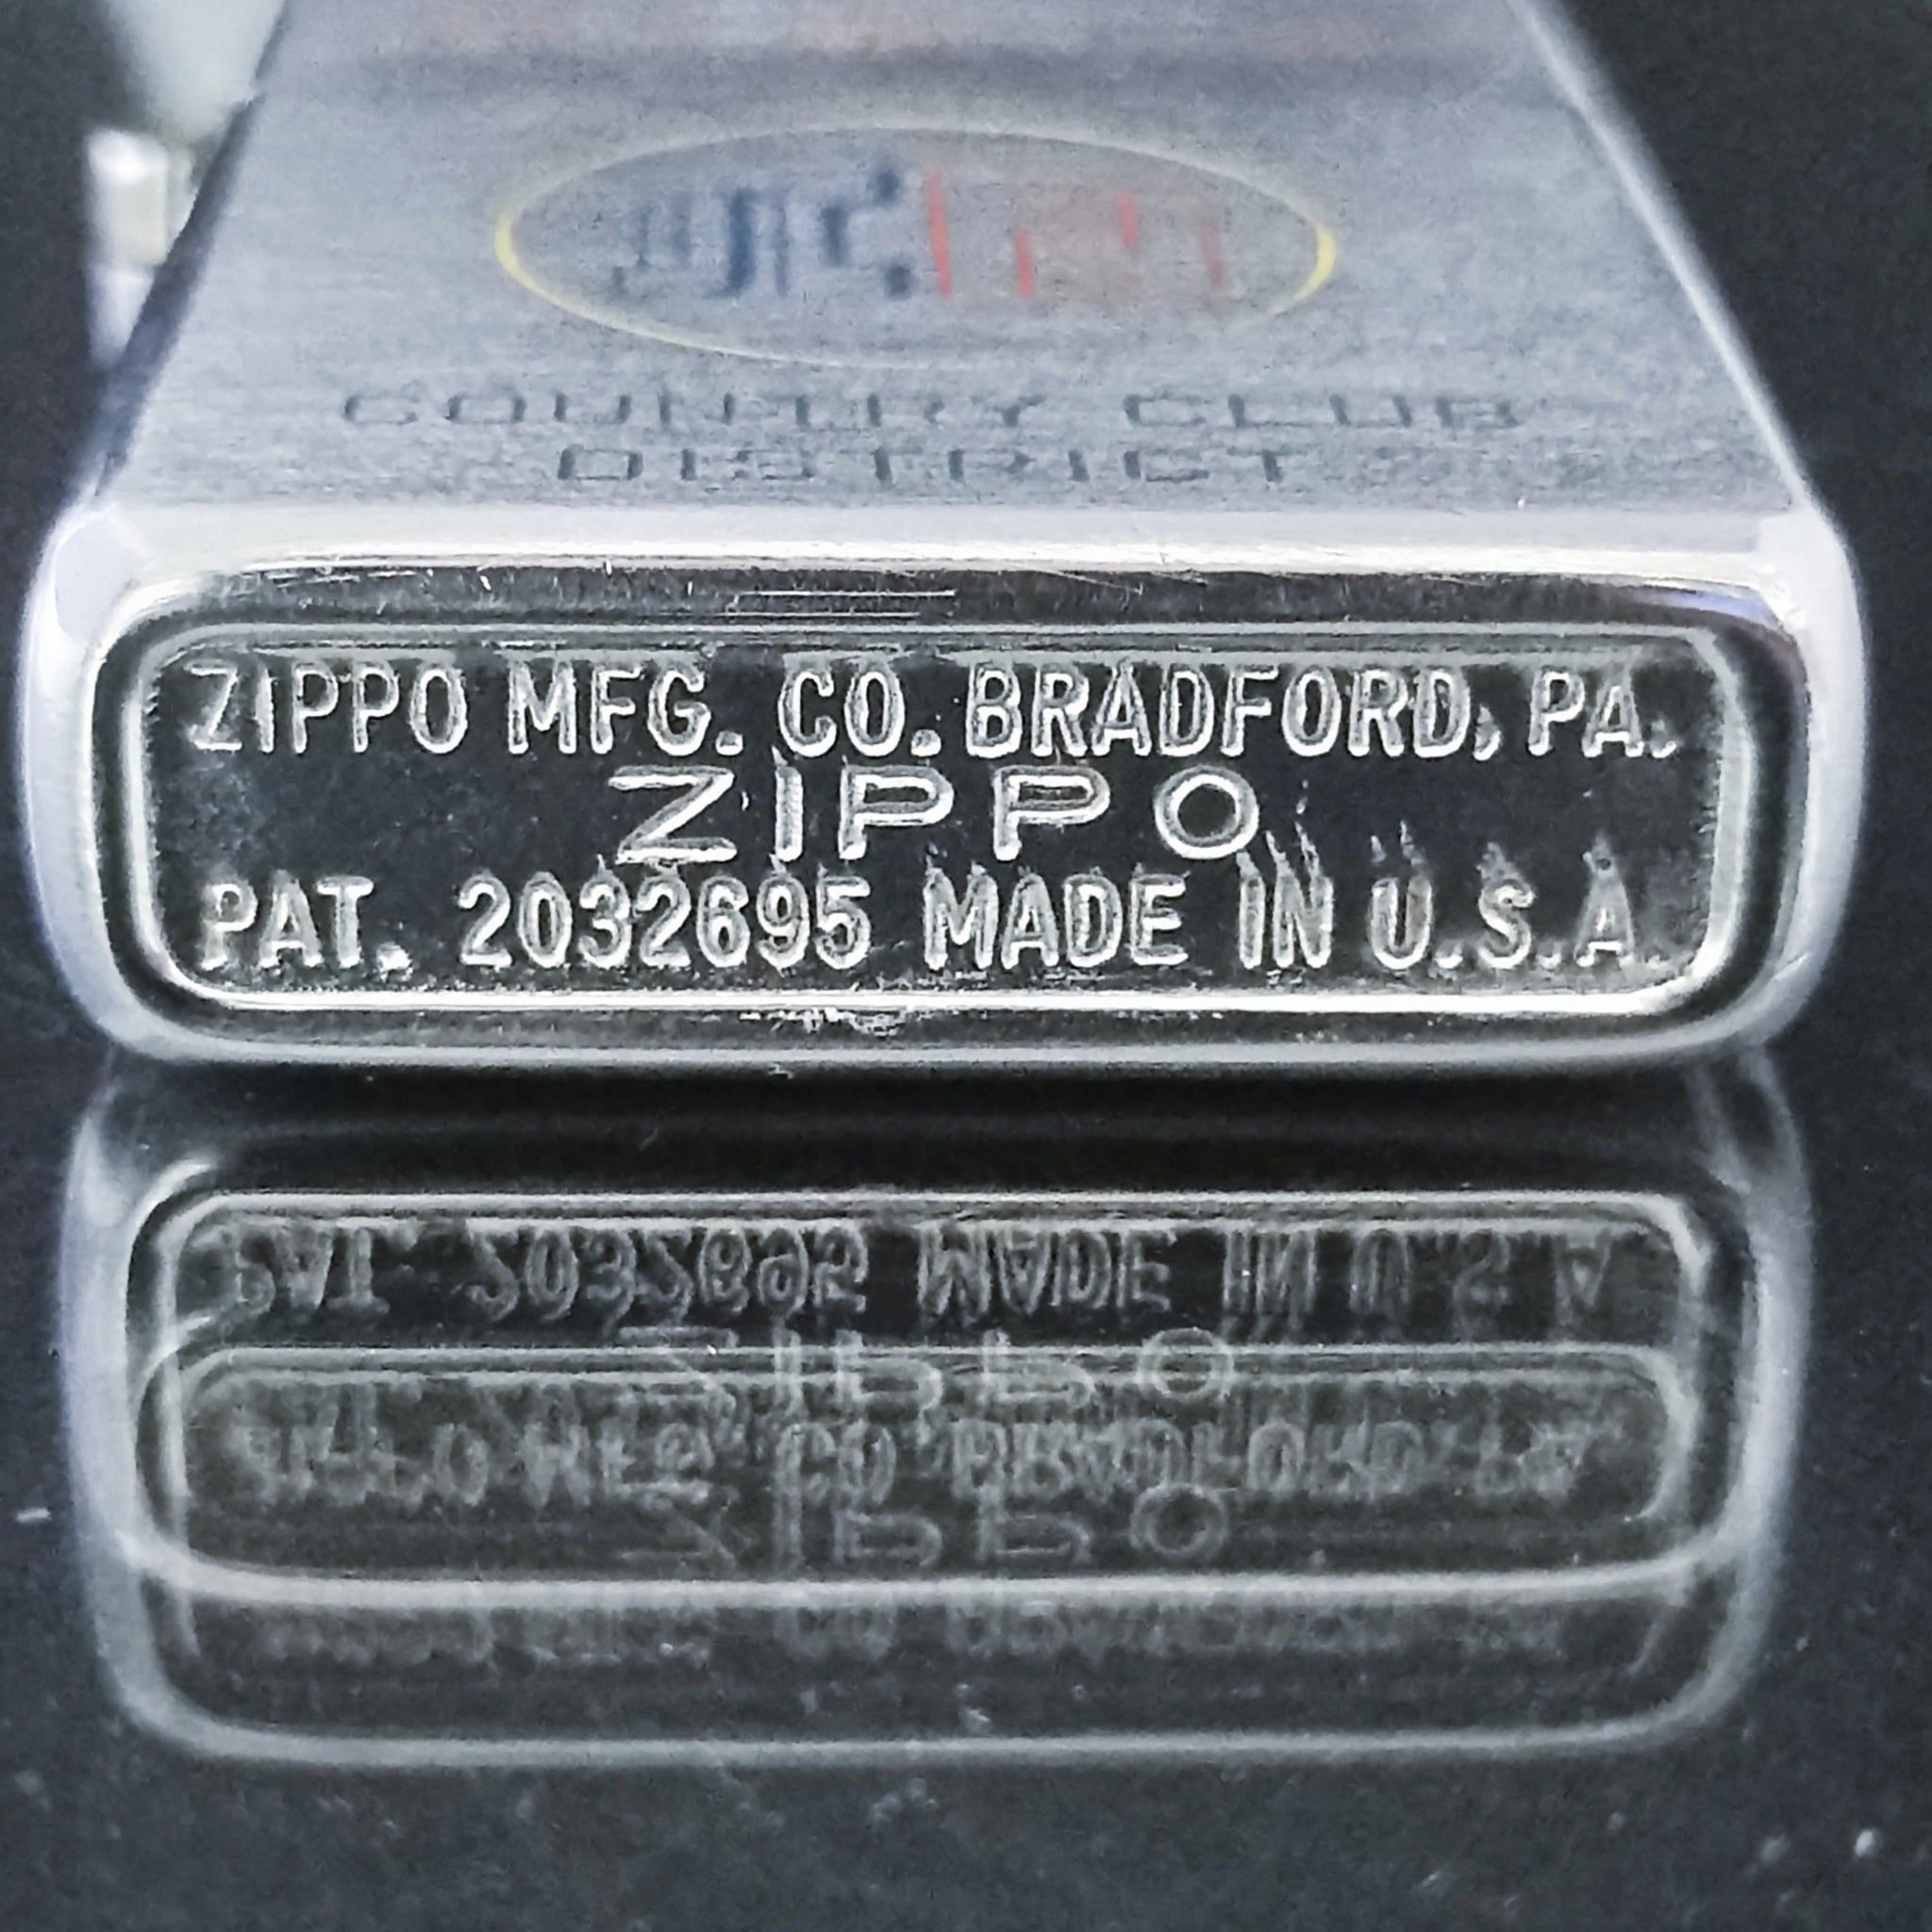 COUNTRY CLUB
DISTRICT
ZIPPO MFG. CO. BRADFORD, PA.
ZIPPO
PAT. 2032695 MADE IN U.S.A.